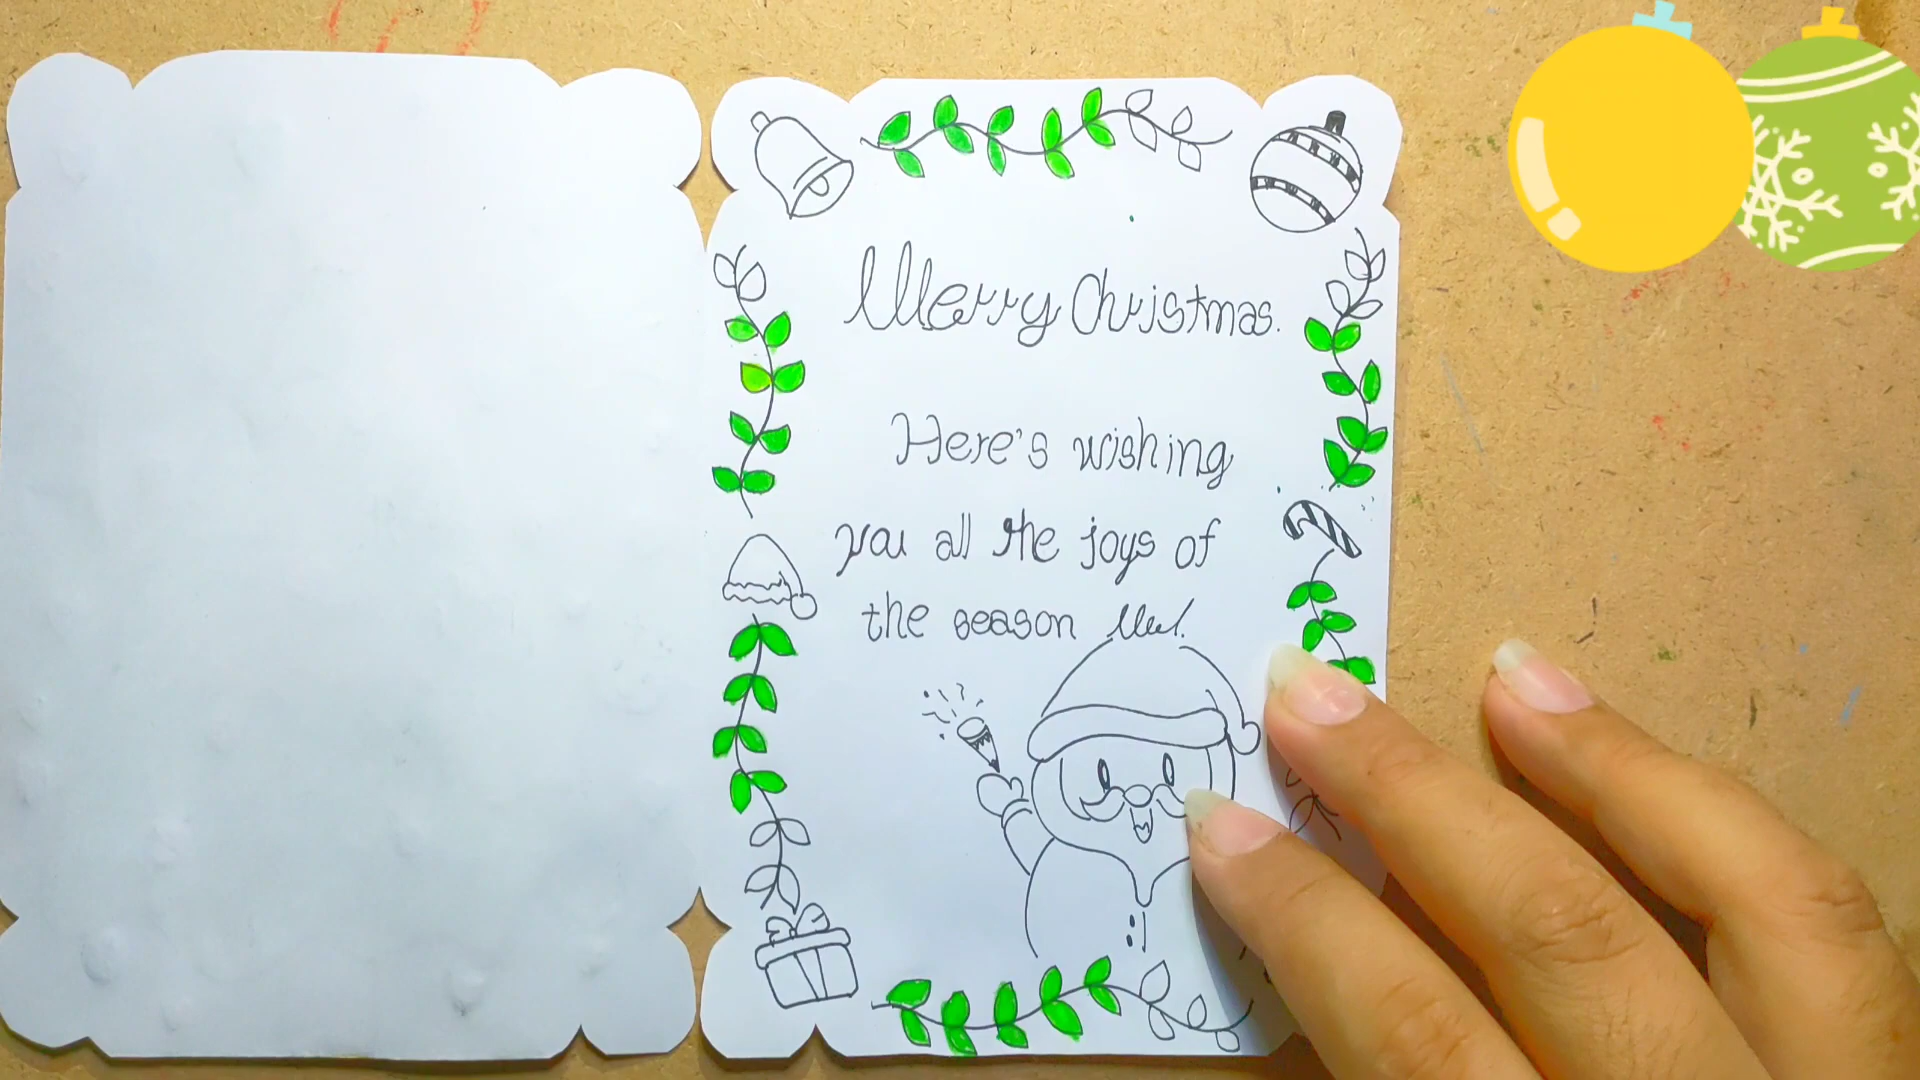 Merry Christmas.
Here's wishing
you all the joys of
the season